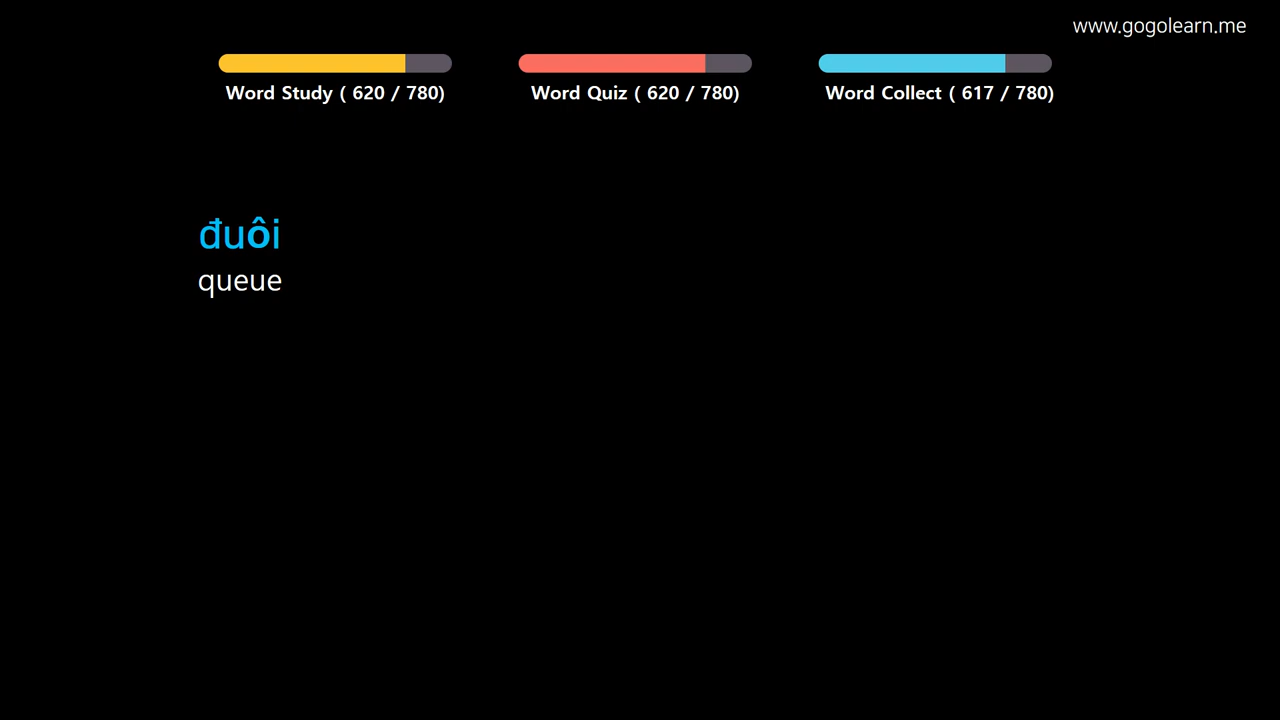 www.gogolearn.me
Word Study ( 620 / 780)
Word Quiz ( 620 / 780)
Word Collect ( 617 / 780)
đuôi
queue